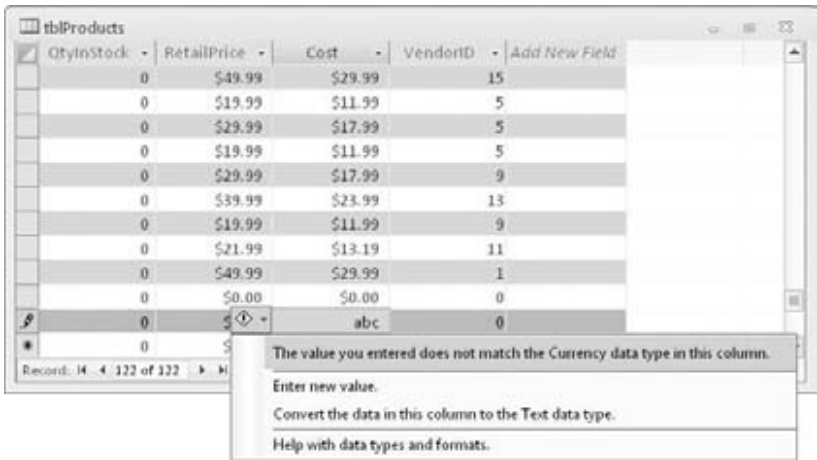 tblProducts
QtyInStock RetailPrice Cost VendorID Add New Field
0 $49.99 $29.99 15
0 $19.99 $11.99 5
0 $29.99 $17.99 5
0 $19.99 $11.99 5
0 $29.99 $17.99 9
0 $39.99 $23.99 13
0 $19.99 $11.99 9
0 $21.99 $13.19 11
0 $49.99 $29.99 1
0 $0.00 $0.00 0
0 $ abc 0
0 $
The value you entered does not match the Currency data type in this column.
Record: 122 of 122
Enter new value.
Convert the data in this column to the Text data type.
Help with data types and formats.